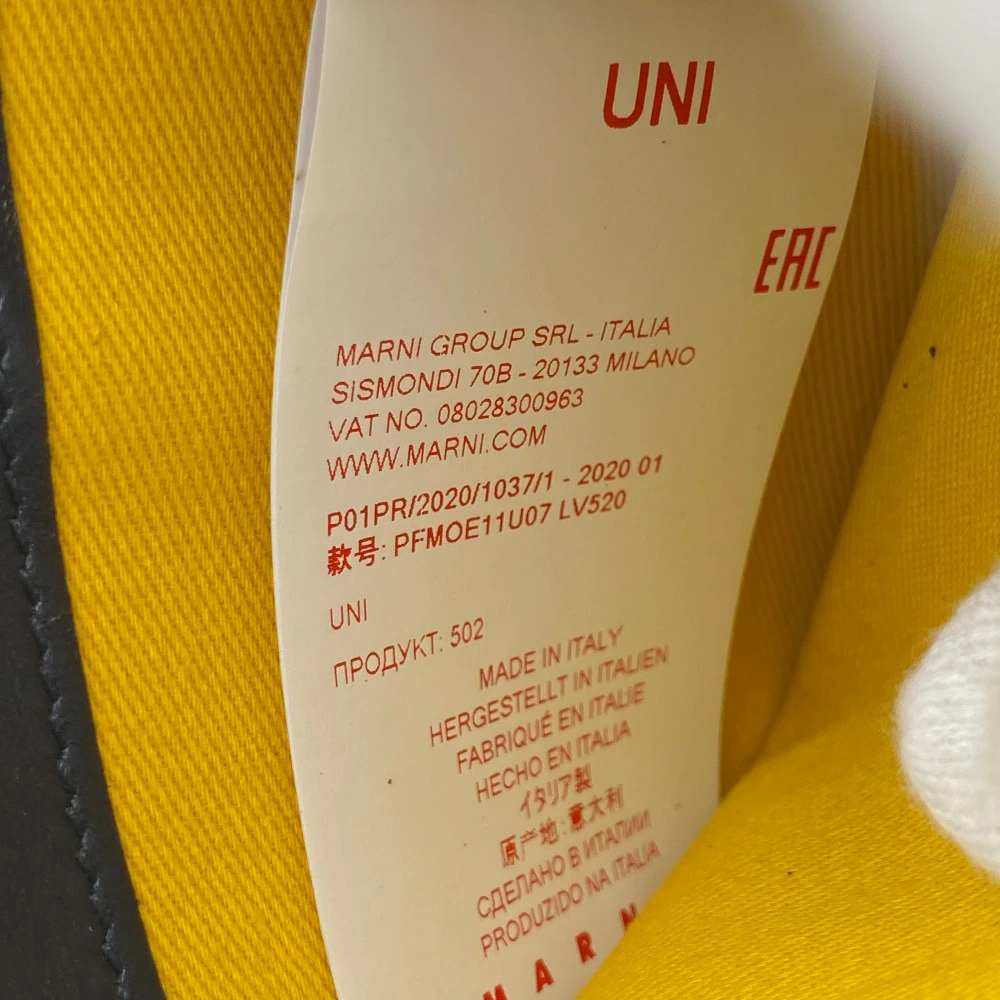 UNI
EAC
MARNI GROUP SRL - ITALIA
SISMONDI 70B - 20133 MILANO
VAT NO. 08028300963
WWW.MARNI.COM
P01PR/2020/1037/1 - 2020 01
款号: PFMOE11U07 LV520
UNI
ПРОДУКТ: 502
MADE IN ITALY
HERGESTELLT IN ITALIEN
FABRIQUÉ EN ITALIE
HECHO EN ITALIA
イタリア製
原产地:意大利
СДЕЛАНО В ИТАЛИИ
PRODUZIDO NA ITALIA
MARN